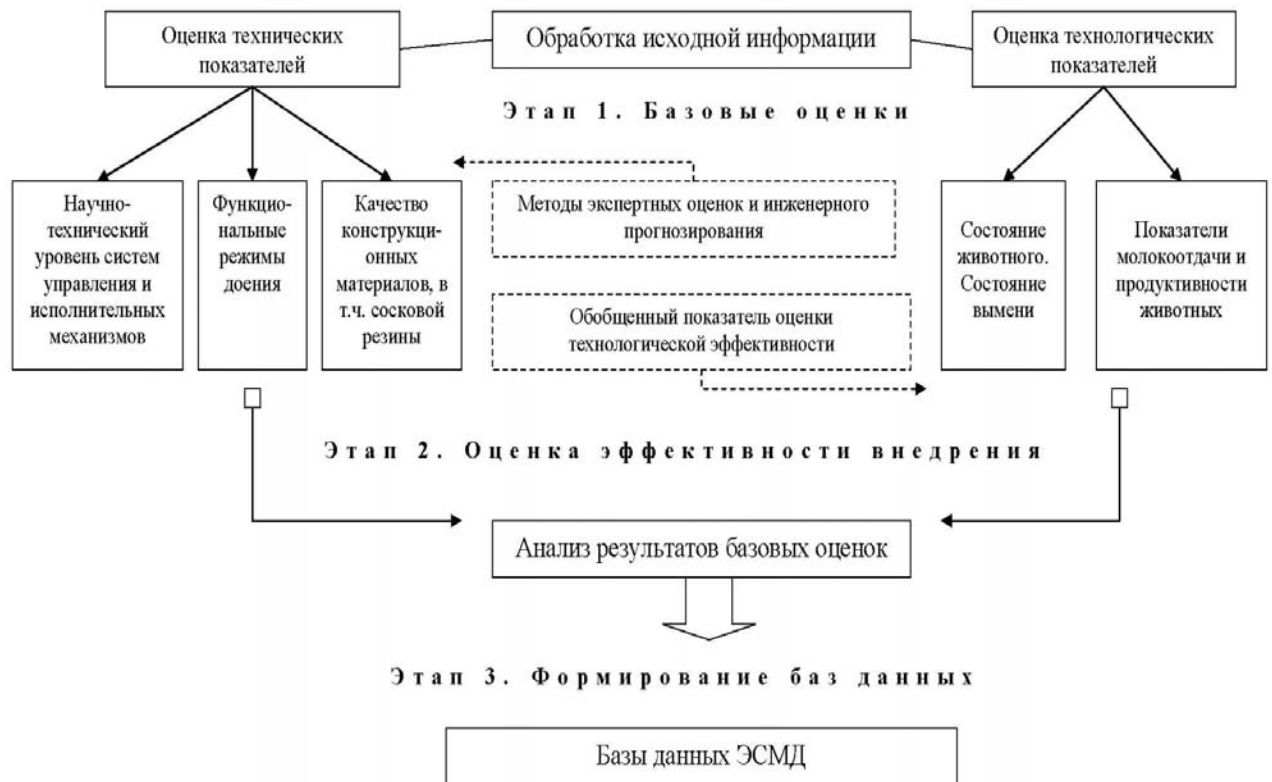 Оценка технических
показателей
Обработка исходной информации
Оценка технологических
показателей
Этап 1. Базовые оценки
Научно-
технический
уровень систем
управления и
исполнительных
механизмов
Функцио-
нальные
режимы
доения
Качество
конструкци-
онных
материалов, в
т.ч. сосковой
резины
Методы экспертных оценок и инженерного
прогнозирования
Обобщенный показатель оценки
технологической эффективности
Состояние
животного.
Состояние
вымени
Показатели
молокоотдачи и
продуктивности
животных
Этап 2. Оценка эффективности внедрения
Анализ результатов базовых оценок
Этап 3. Формирование баз данных
Базы данных ЭСМД